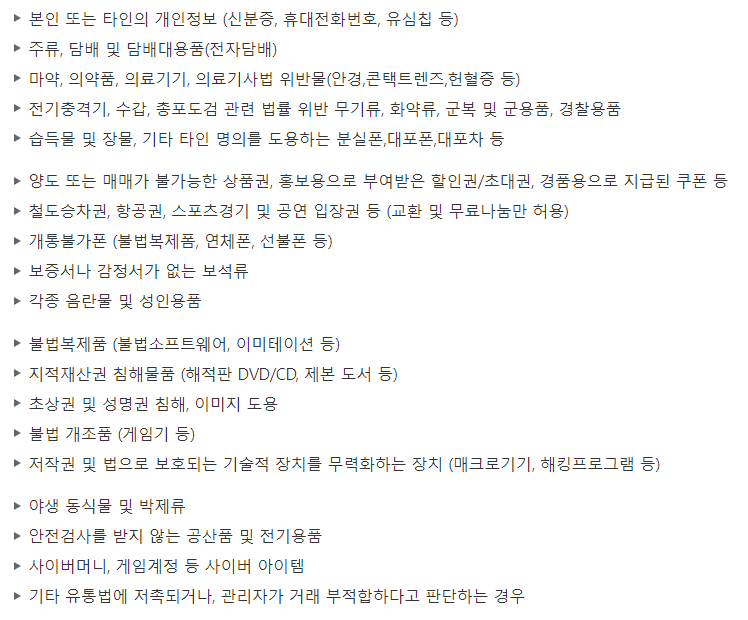 본인 또는 타인의 개인정보 (신분증, 휴대전화번호, 유심칩 등)
주류, 담배 및 담배대용품(전자담배)
마약, 의약품, 의료기기, 의료기사법 위반물(안경,콘택트렌즈,헌혈증 등)
전기충격기, 수갑, 총포도검 관련 법률 위반 무기류, 화약류, 군복 및 군용품, 경찰용품
습득물 및 장물, 기타 타인 명의를 도용하는 분실폰,대포폰,대포차 등
양도 또는 매매가 불가능한 상품권, 홍보용으로 부여받은 할인권/초대권, 경품용으로 지급된 쿠폰 등
철도승차권, 항공권, 스포츠경기 및 공연 입장권 등 (교환 및 무료나눔만 허용)
개통불가폰 (불법복제폼, 연체폰, 선불폰 등)
보증서나 감정서가 없는 보석류
각종 음란물 및 성인용품
불법복제품 (불법소프트웨어, 이미테이션 등)
지적재산권 침해물품 (해적판 DVD/CD, 제본 도서 등)
초상권 및 성명권 침해, 이미지 도용
불법 개조품 (게임기 등)
저작권 및 법으로 보호되는 기술적 장치를 무력화하는 장치 (매크로기기, 해킹프로그램 등)
야생 동식물 및 박제류
안전검사를 받지 않는 공산품 및 전기용품
사이버머니, 게임계정 등 사이버 아이템
기타 유통법에 저촉되거나, 관리자가 거래 부적합하다고 판단하는 경우